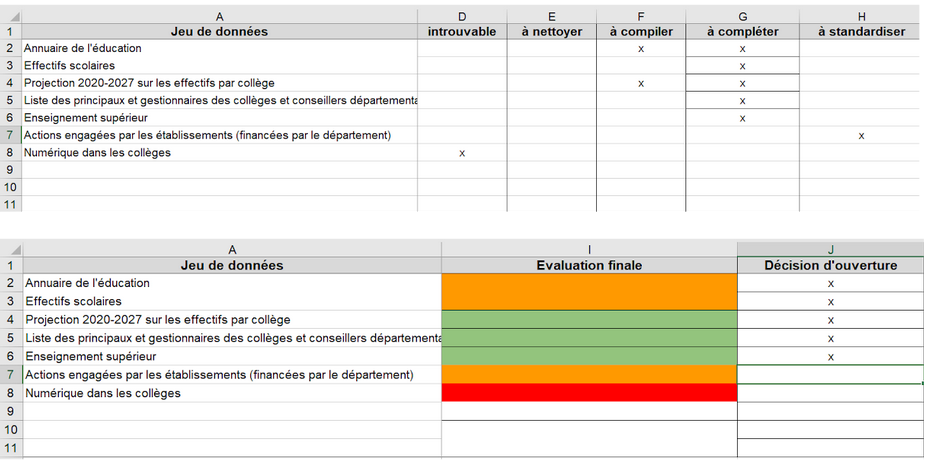 A D E F G H
1 Jeu de données introuvable à nettoyer à compiler à compléter à standardiser
2 Annuaire de l'éducation x x
3 Effectifs scolaires x
4 Projection 2020-2027 sur les effectifs par collège x x
5 Liste des principaux et gestionnaires des collèges et conseillers départementa x
6 Enseignement supérieur x
7 Actions engagées par les établissements (financées par le département) x
8 Numérique dans les collèges x
9
10
11
A I J
1 Jeu de données Evaluation finale Décision d'ouverture
2 Annuaire de l'éducation x
3 Effectifs scolaires x
4 Projection 2020-2027 sur les effectifs par collège x
5 Liste des principaux et gestionnaires des collèges et conseillers départementa x
6 Enseignement supérieur x
7 Actions engagées par les établissements (financées par le département)
8 Numérique dans les collèges
9
10
11